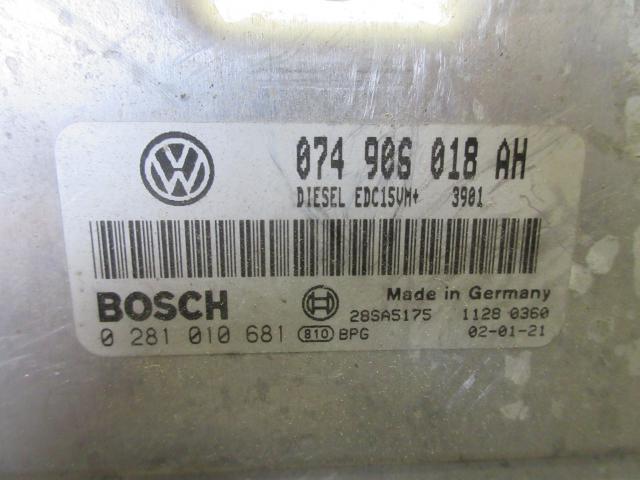 VW
074 906 018 AH
DIESEL EDC15VM+ 3901
BOSCH
Made in Germany
28SA5175 1128 0360
0 281 010 681 810 BPG 02-01-21